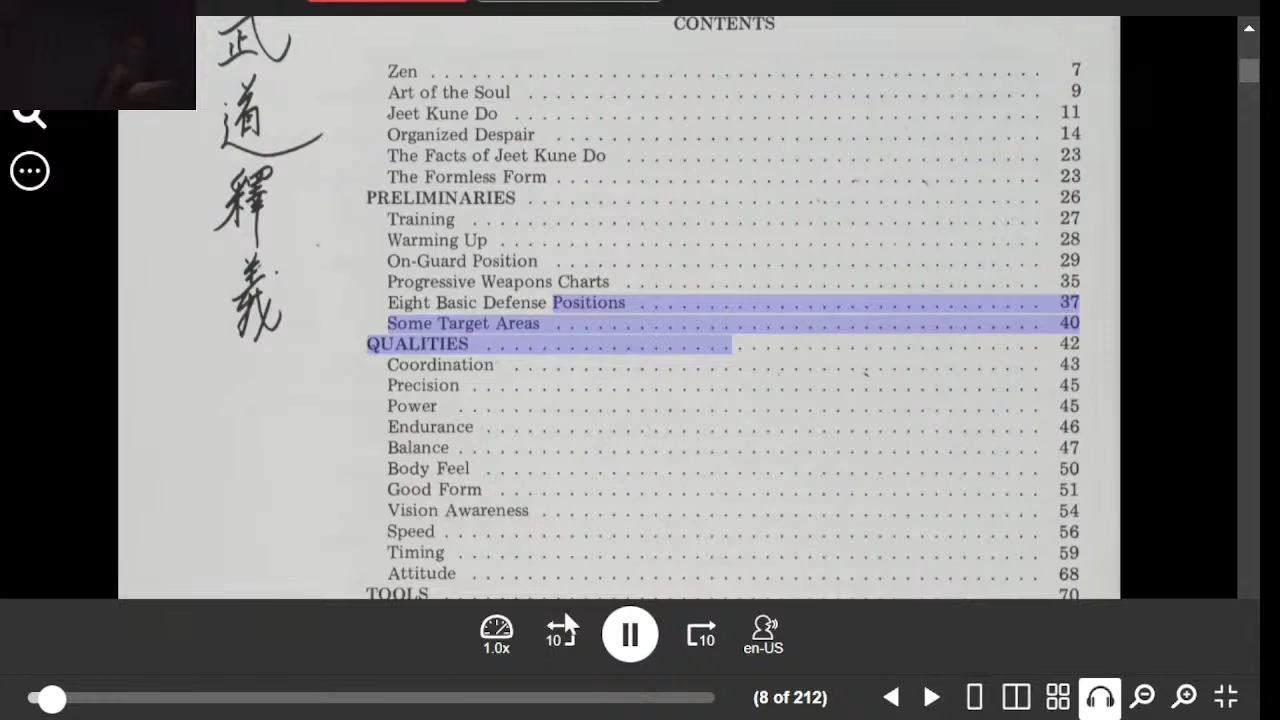 CONTENTS
武道釋義
Zen . . . . . . . . . . . . . . . . . . . . 7
Art of the Soul . . . . . . . . . . . . . . . . . . . . 9
Jeet Kune Do . . . . . . . . . . . . . . . . . . . . 11
Organized Despair . . . . . . . . . . . . . . . . . . . . 14
The Facts of Jeet Kune Do . . . . . . . . . . . . . . . . . . . . 23
The Formless Form . . . . . . . . . . . . . . . . . . . . 23
PRELIMINARIES . . . . . . . . . . . . . . . . . . . . 26
Training . . . . . . . . . . . . . . . . . . . . 27
Warming Up . . . . . . . . . . . . . . . . . . . . 28
On-Guard Position . . . . . . . . . . . . . . . . . . . . 29
Progressive Weapons Charts . . . . . . . . . . . . . . . . . . . . 35
Eight Basic Defense Positions . . . . . . . . . . . . . . . . . . . . 37
Some Target Areas . . . . . . . . . . . . . . . . . . . . 40
QUALITIES . . . . . . . . . . . . . . . . . . . . 42
Coordination . . . . . . . . . . . . . . . . . . . . 43
Precision . . . . . . . . . . . . . . . . . . . . 45
Power . . . . . . . . . . . . . . . . . . . . 45
Endurance . . . . . . . . . . . . . . . . . . . . 46
Balance . . . . . . . . . . . . . . . . . . . . 47
Body Feel . . . . . . . . . . . . . . . . . . . . 50
Good Form . . . . . . . . . . . . . . . . . . . . 51
Vision Awareness . . . . . . . . . . . . . . . . . . . . 54
Speed . . . . . . . . . . . . . . . . . . . . 56
Timing . . . . . . . . . . . . . . . . . . . . 59
Attitude . . . . . . . . . . . . . . . . . . . . 68
TOOLS . . . . . . . . . . . . . . . . . . . . 70
1.0x
10
10
en-US
(8 of 212)